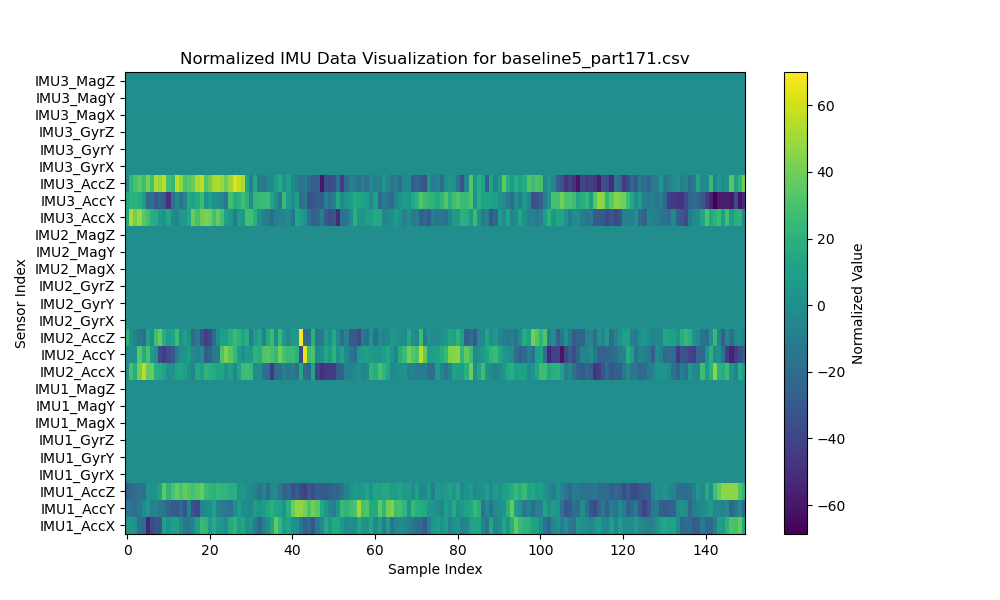 Normalized IMU Data Visualization for baseline5_part171.csv
IMU3_MagZ
IMU3_MagY
IMU3_MagX
IMU3_GyrZ
IMU3_GyrY
IMU3_GyrX
IMU3_AccZ
IMU3_AccY
IMU3_AccX
IMU2_MagZ
IMU2_MagY
IMU2_MagX
IMU2_GyrZ
IMU2_GyrY
IMU2_GyrX
IMU2_AccZ
IMU2_AccY
IMU2_AccX
IMU1_MagZ
IMU1_MagY
IMU1_MagX
IMU1_GyrZ
IMU1_GyrY
IMU1_GyrX
IMU1_AccZ
IMU1_AccY
IMU1_AccX
Sensor Index
0 20 40 60 80 100 120 140
Sample Index
60
40
20
0
−20
−40
−60
Normalized Value